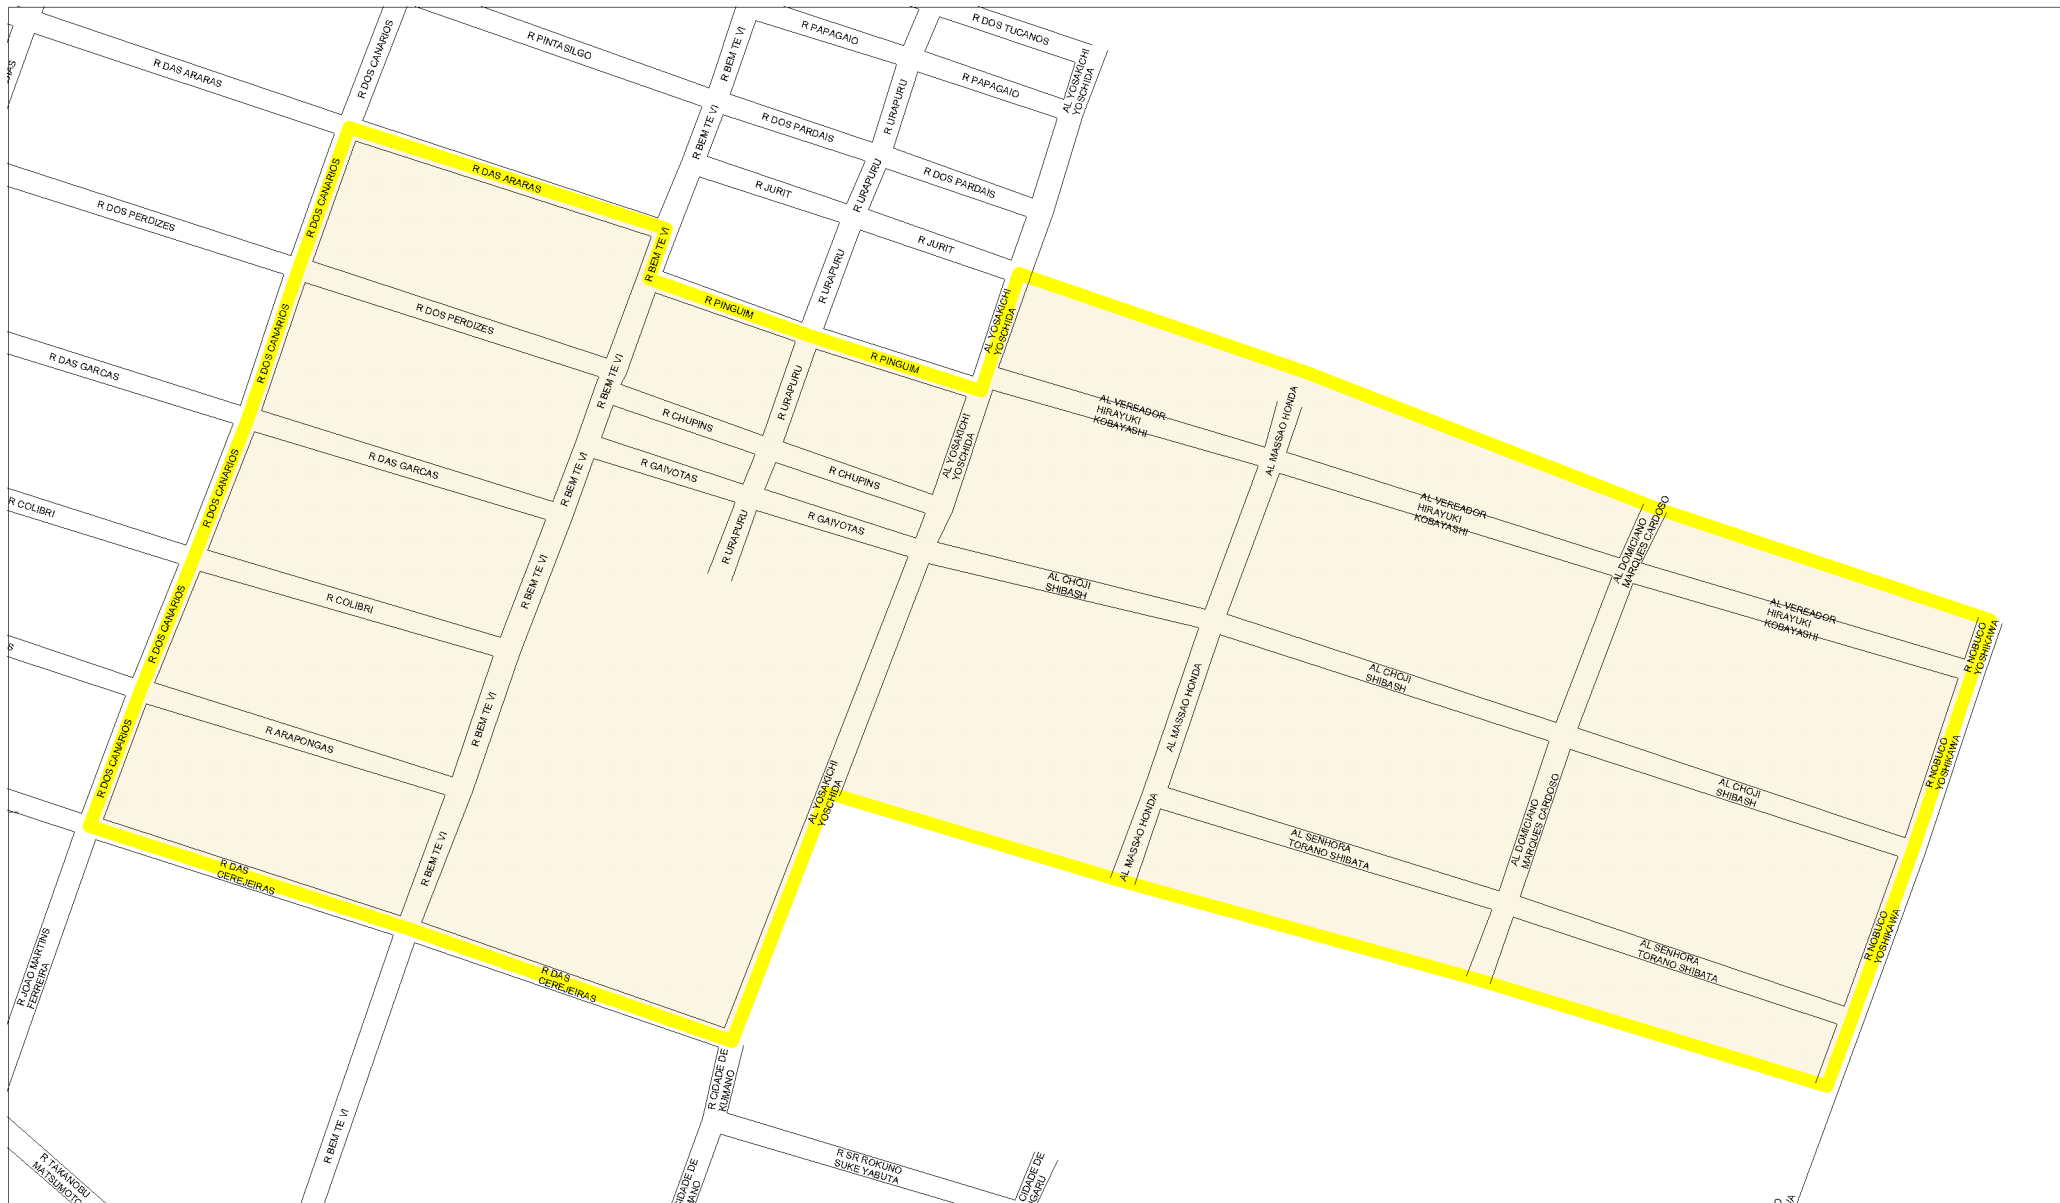 R DOS TUCANOS
R PAPAGAIO
R PINTASILGO
R DOS CANARIOS
R BEM TE VI
R DAS ARARAS
AL YOSAKICHI
YOSCHIDA
R PAPAGAIO
R URAPURU
R DOS PARDAIS
R BEM TE VI
R DAS ARARAS
R JURIT
R URAPURU
R DOS PARDAIS
R DOS CANARIOS
R DOS PERDIZES
R JURIT
R BEM TE VI
R URAPURU
R PINGUIM
R DOS PERDIZES
AL YOSAKICHI
YOSCHIDA
R DOS CANARIOS
R PINGUIM
R DAS GARCAS
R BEM TE VI
R URAPURU
R CHUPINS
AL VEREADOR
HIRAYUKI
KOBAYASHI
AL MASSAO HONDA
AL YOSAKICHI
YOSCHIDA
R DAS GARCAS
R GAIVOTAS
R CHUPINS
R BEM TE VI
R DOS CANARIOS
R COLIBRI
R GAIVOTAS
R URAPURU
AL VEREADOR
HIRAYUKI
KOBAYASHI
AL DOMICIANO
MARQUES CARDOSO
R BEM TE VI
AL CHOJI
SHIBASH
R COLIBRI
R DOS CANARIOS
AL VEREADOR
HIRAYUKI
KOBAYASHI
R NOBUCO
YOSHIKAWA
AL CHOJI
SHIBASH
R BEM TE VI
AL MASSAO HONDA
R ARAPONGAS
R DOS CANARIOS
R NOBUCO
YOSHIKAWA
AL CHOJI
SHIBASH
AL YOSAKICHI
YOSCHIDA
AL DOMICIANO
MARQUES CARDOSO
AL MASSAO HONDA
AL SENHORA
TORANO SHIBATA
R BEM TE VI
R DAS
CEREJEIRAS
R NOBUCO
YOSHIKAWA
AL SENHORA
TORANO SHIBATA
R JOAO MARTINS
FERREIRA
R DAS
CEREJEIRAS
R CIDADE DE
KUMANO
R BEM TE VI
R SR ROKUNO
SUKE YABUTA
R TAKANOBU
MATSUMOTO
CIDADE DE
CIDADE DE